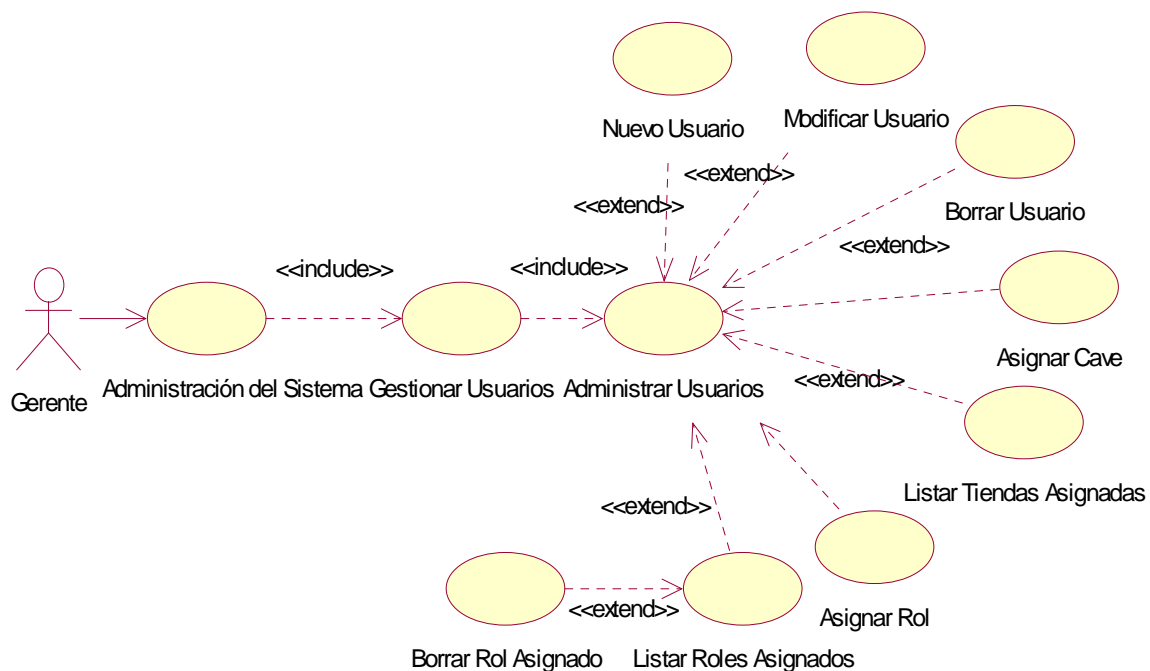 Nuevo Usuario
Modificar Usuario
<<extend>>
<<extend>>
Borrar Usuario
<<extend>>
<<include>>
<<include>>
Asignar Cave
Administración del Sistema
Gestionar Usuarios
Administrar Usuarios
<<extend>>
Gerente
Listar Tiendas Asignadas
<<extend>>
<<extend>>
Asignar Rol
Borrar Rol Asignado
Listar Roles Asignados